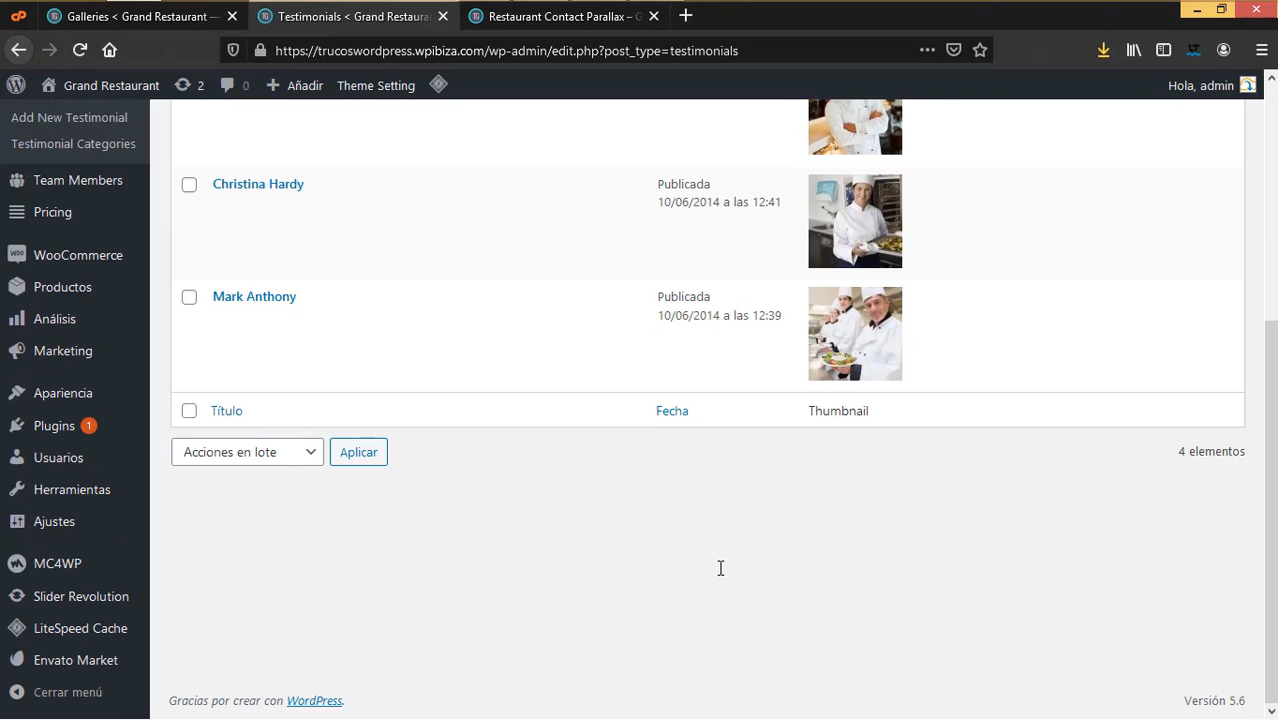 Galleries < Grand Restaurant —
Testimonials < Grand Restaura
Restaurant Contact Parallax – G
https://trucoswordpress.wpibiza.com/wp-admin/edit.php?post_type=testimonials
Grand Restaurant 2 0 Añadir Theme Setting Hola, admin
Add New Testimonial
Testimonial Categories
Team Members
Pricing
WooCommerce
Productos
Análisis
Marketing
Apariencia
Plugins 1
Usuarios
Herramientas
Ajustes
MC4WP
Slider Revolution
LiteSpeed Cache
Envato Market
Cerrar menú
Christina Hardy Publicada
10/06/2014 a las 12:41
Mark Anthony Publicada
10/06/2014 a las 12:39
Título Fecha Thumbnail
Acciones en lote Aplicar 4 elementos
Gracias por crear con WordPress. Versión 5.6